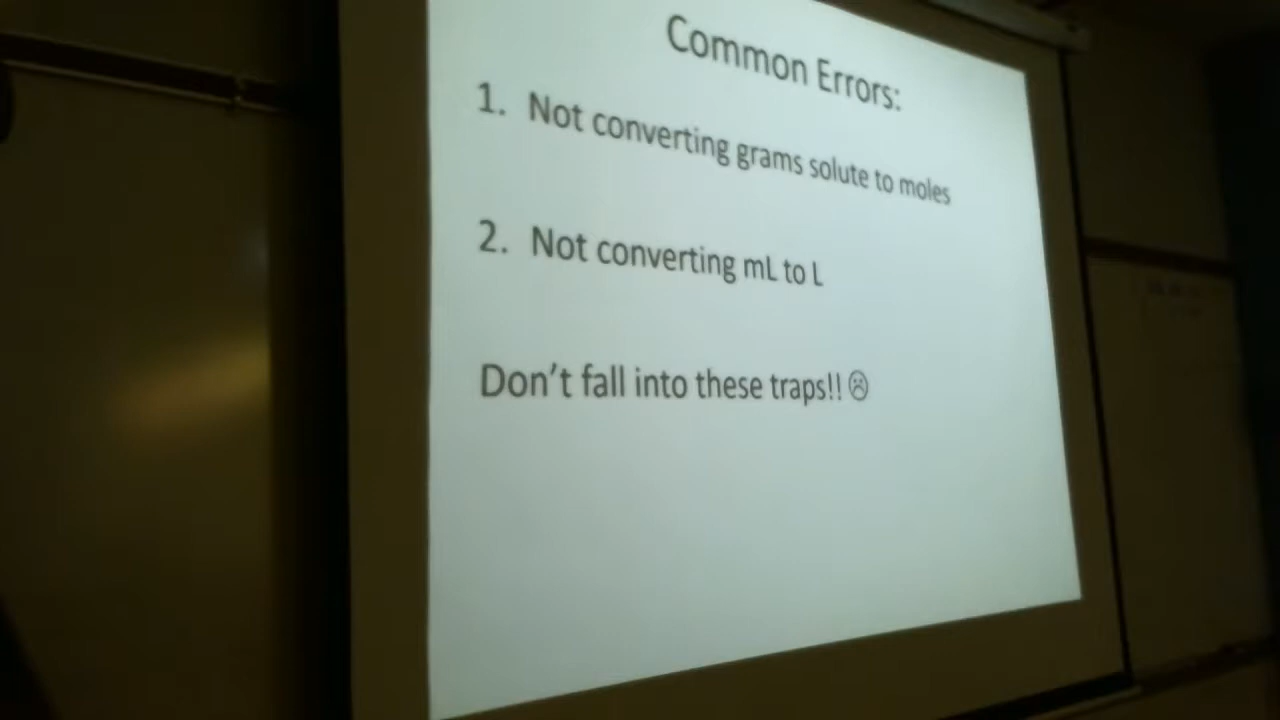 Common Errors:
1. Not converting grams solute to moles
2. Not converting mL to L
Don't fall into these traps!! ☹